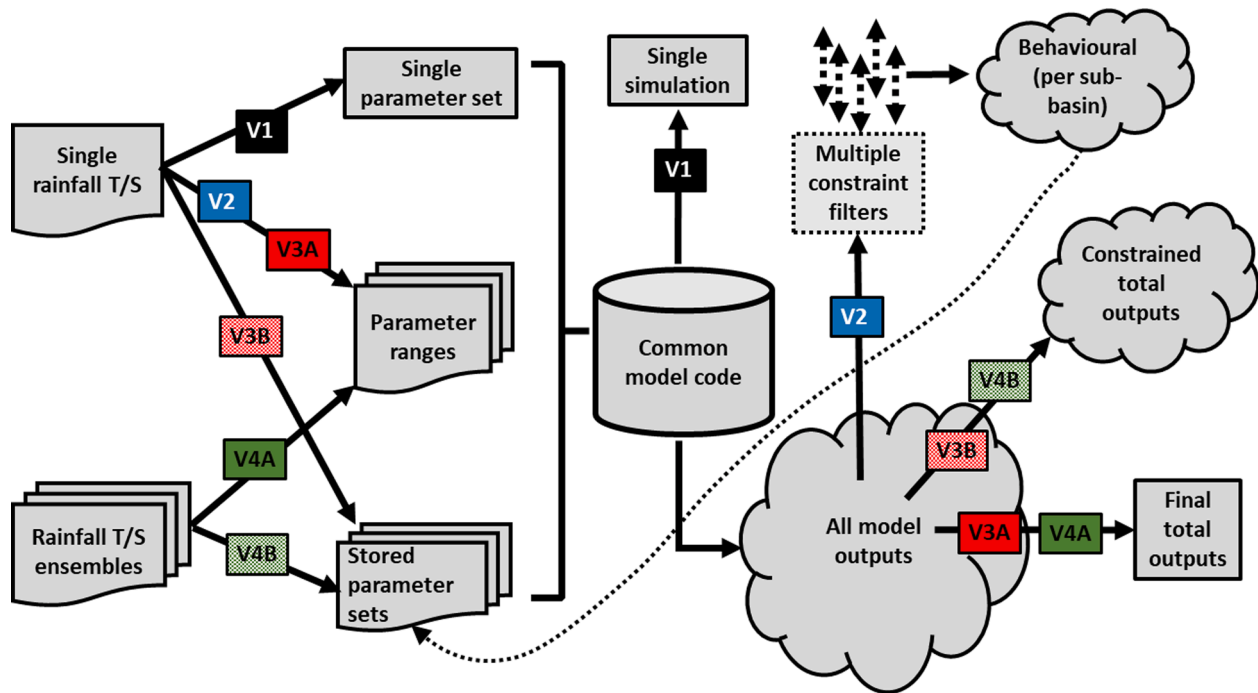 Single
parameter set
V1
Single
rainfall T/S
V2
V3A
V3B
Parameter
ranges
V4A
Rainfall T/S
ensembles
V4B
Stored
parameter
sets
Single
simulation
V1
Common
model code
Multiple
constraint
filters
V2
Behavioural
(per sub-
basin)
Constrained
total
outputs
V4B
V3B
All model
outputs
V3A
V4A
Final
total
outputs